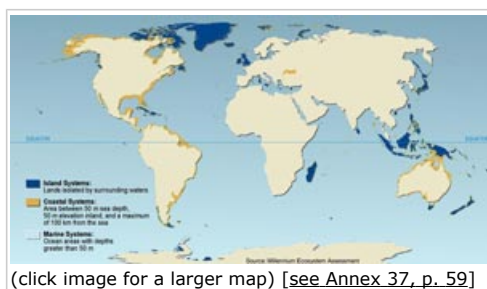 EQUATOR
EQUATOR
Island Systems:
Lands isolated by surrounding waters
Coastal Systems:
Area between 50 m sea depth,
50 m elevation inland, and a maximum
of 100 km from the sea
Marine Systems:
Ocean areas with depths
greater than 50 m
Source: Millennium Ecosystem Assessment
(click image for a larger map) [see Annex 37, p. 59]